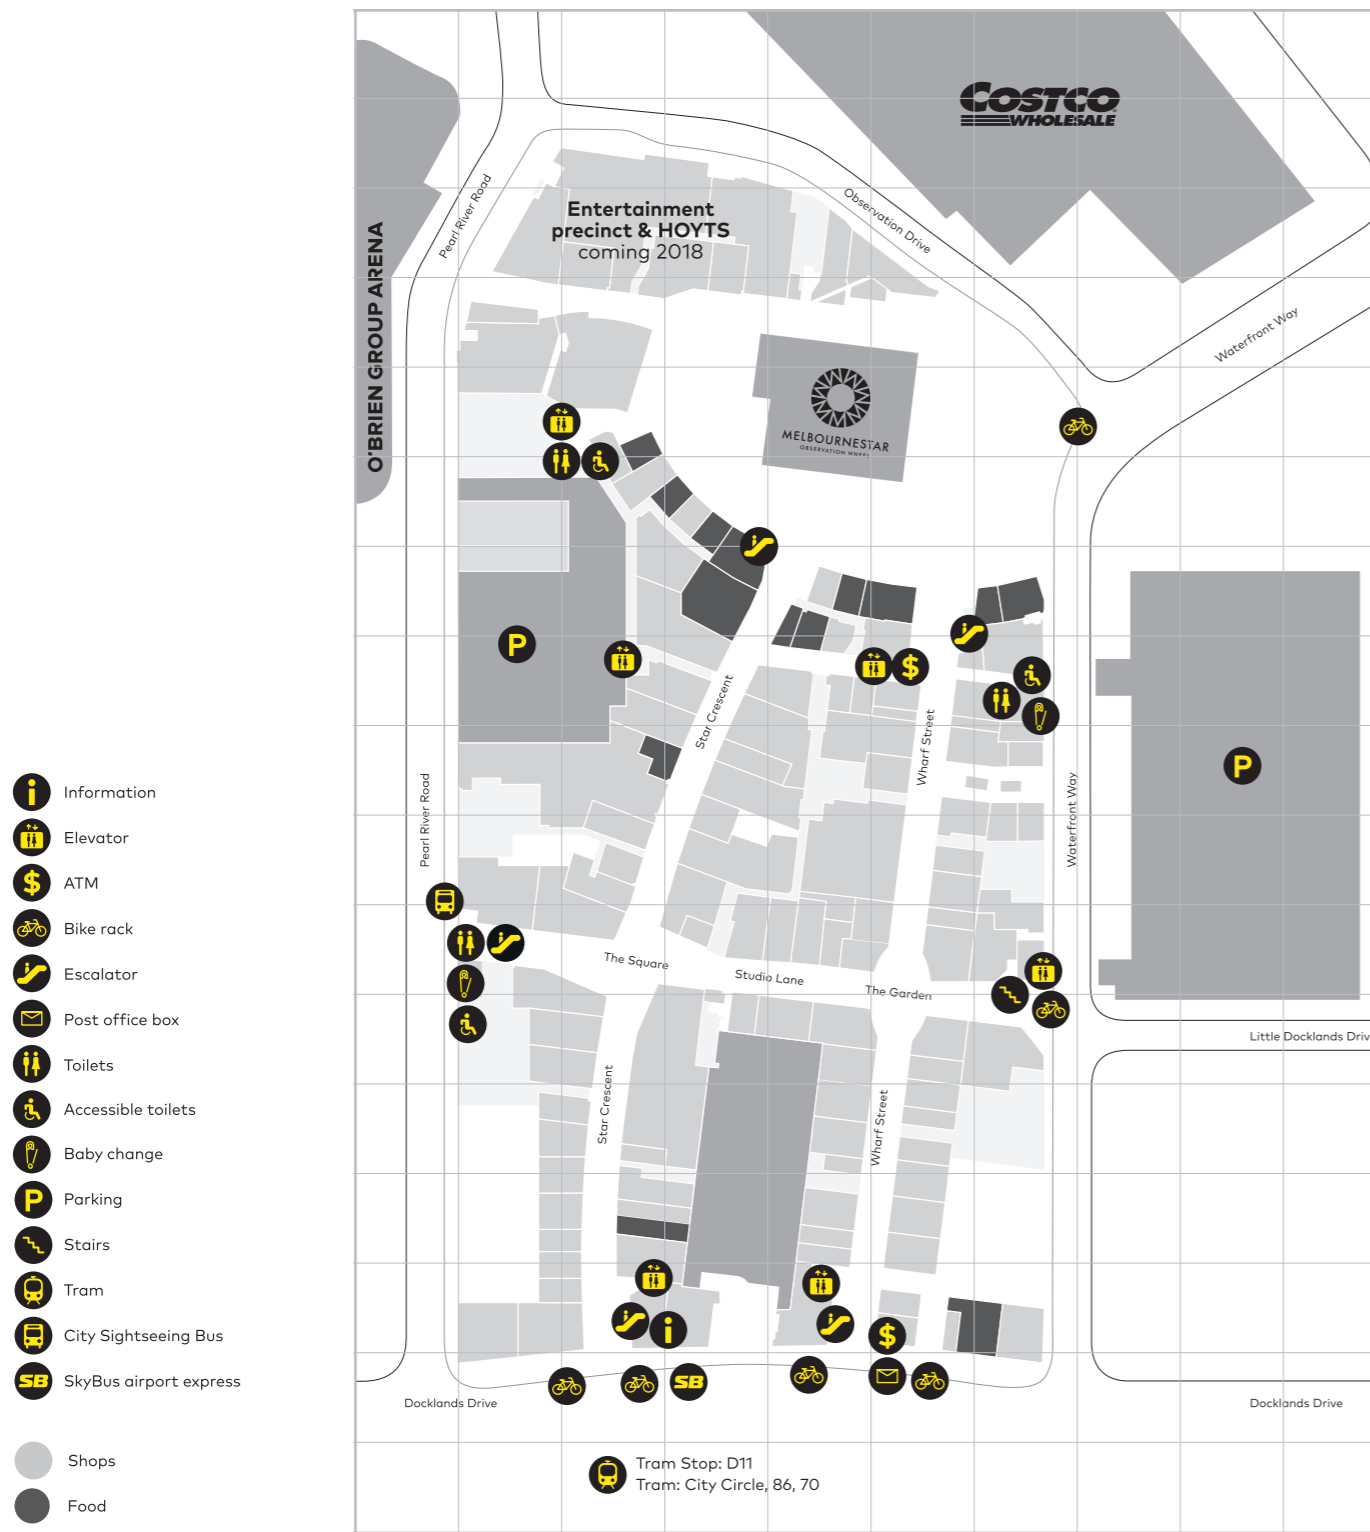 COSTCO
WHOLESALE
Entertainment
precinct & HOYTS
coming 2018
Pearl River Road
Observation Drive
O'BRIEN GROUP ARENA
Waterfront Way
MELBOURNESTAR
OBSERVATION WHEEL
P
$
Star Crescent
Wharf Street
P
Pearl River Road
Waterfront Way
The Square
Studio Lane
The Garden
Little Docklands Driv
Star Crescent
Wharf Street
i
$
SB
Docklands Drive
Docklands Drive
Tram Stop: D11
Tram: City Circle, 86, 70
i Information
Elevator
$ ATM
Bike rack
Escalator
Post office box
Toilets
Accessible toilets
Baby change
P Parking
Stairs
Tram
City Sightseeing Bus
SB SkyBus airport express
Shops
Food